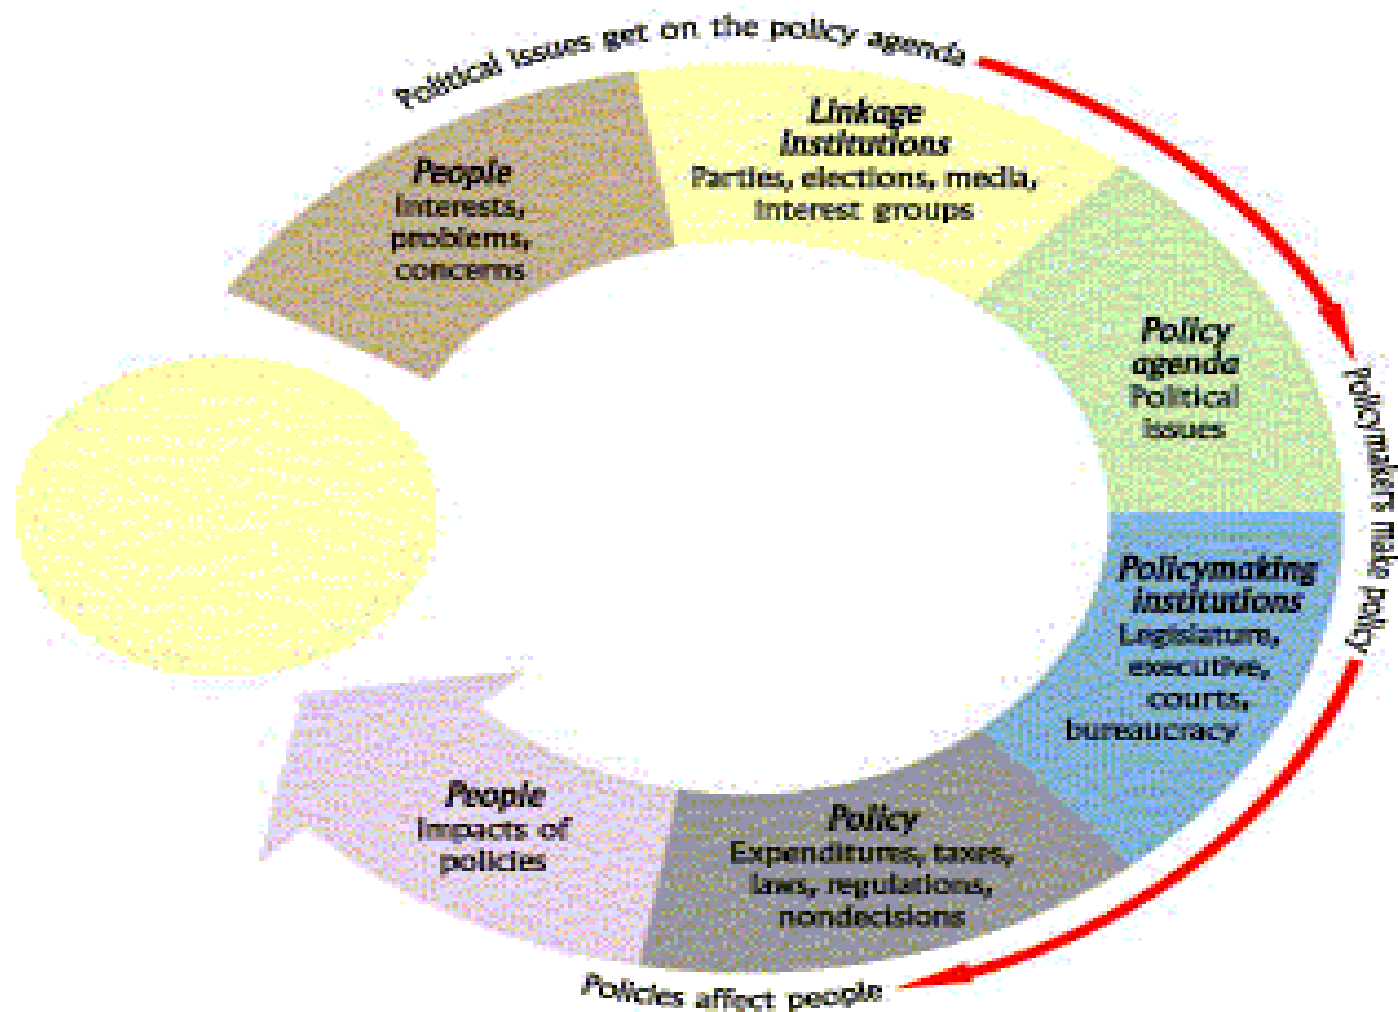 Political issues get on the policy agenda
People
Interests,
problems,
concerns
Linkage
institutions
Parties, elections, media,
interest groups
Policy
agenda
Political
issues
Policymakers make policy
Policymaking
institutions
Legislature,
executive,
courts,
bureaucracy
Policy
Expenditures, taxes,
laws, regulations,
nondecisions
People
Impacts of
policies
Policies affect people